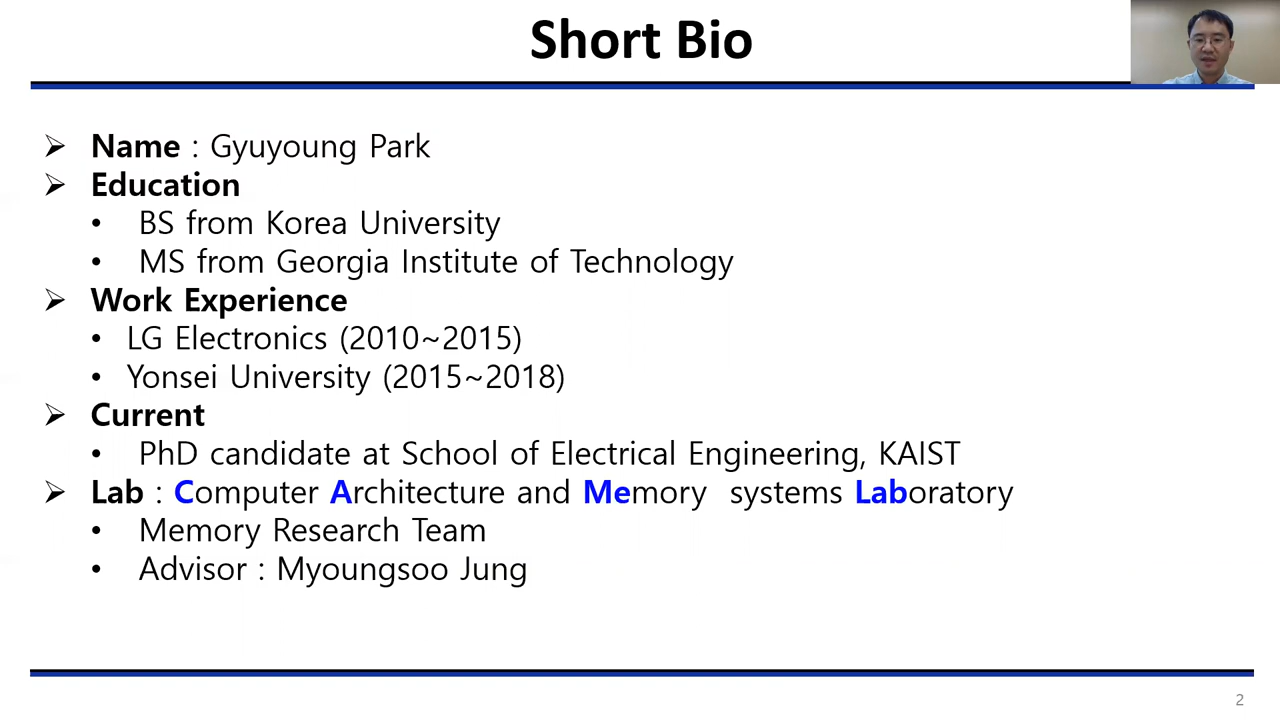 Short Bio
Name : Gyuyoung Park
Education
BS from Korea University
MS from Georgia Institute of Technology
Work Experience
LG Electronics (2010~2015)
Yonsei University (2015~2018)
Current
PhD candidate at School of Electrical Engineering, KAIST
Lab : Computer Architecture and Memory systems Laboratory
Memory Research Team
Advisor : Myoungsoo Jung
2